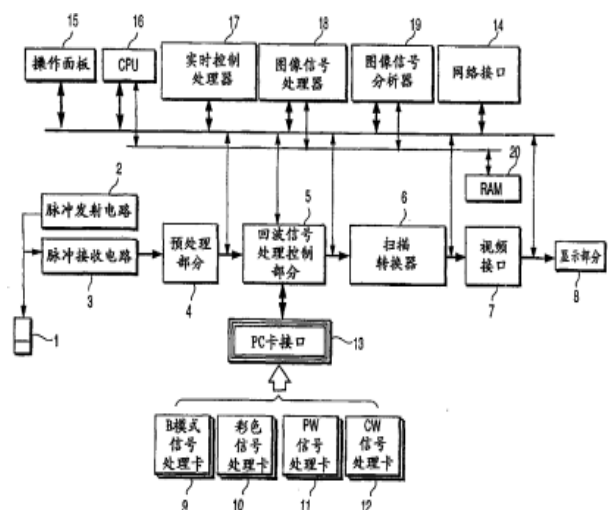 15
16
17
18
19
14
操作面板
CPU
实时控制
处理器
图像信号
处理器
图像信号
分析器
网络接口
20
RAM
2
脉冲发射电路
脉冲接收电路
3
预处理
部分
4
5
回波信号
处理控制
部分
6
扫描
转换器
视频
接口
7
显示部分
8
1
PC卡接口
13
B模式
信号
处理卡
彩色
信号
处理卡
PW
信号
处理卡
CW
信号
处理卡
9
10
11
12